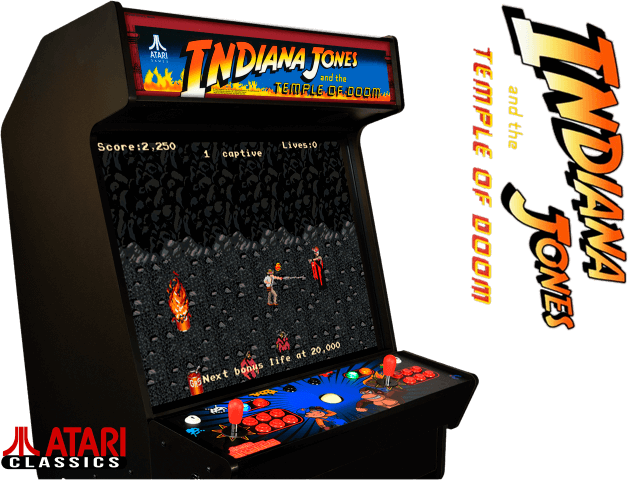 ATARI
GAMES
INDIANA JONES
and the
TEMPLE OF DOOM
Score:2,250
Lives:0
1 captive
Next bonus life at 20,000
ATARI
CLASSICS
INDIANA
JONES
and the
TEMPLE OF DOOM